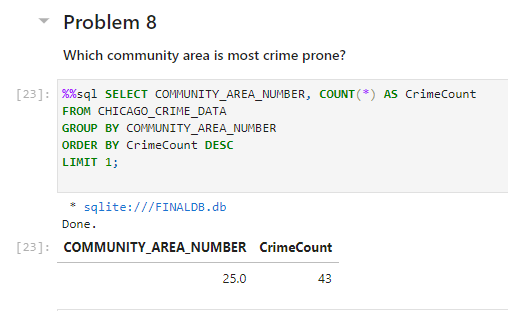 Problem 8
Which community area is most crime prone?
[23]: %%sql SELECT COMMUNITY_AREA_NUMBER, COUNT(*) AS CrimeCount
FROM CHICAGO_CRIME_DATA
GROUP BY COMMUNITY_AREA_NUMBER
ORDER BY CrimeCount DESC
LIMIT 1;
* sqlite:///FINALDB.db
Done.
[23]: COMMUNITY_AREA_NUMBER CrimeCount
25.0 43